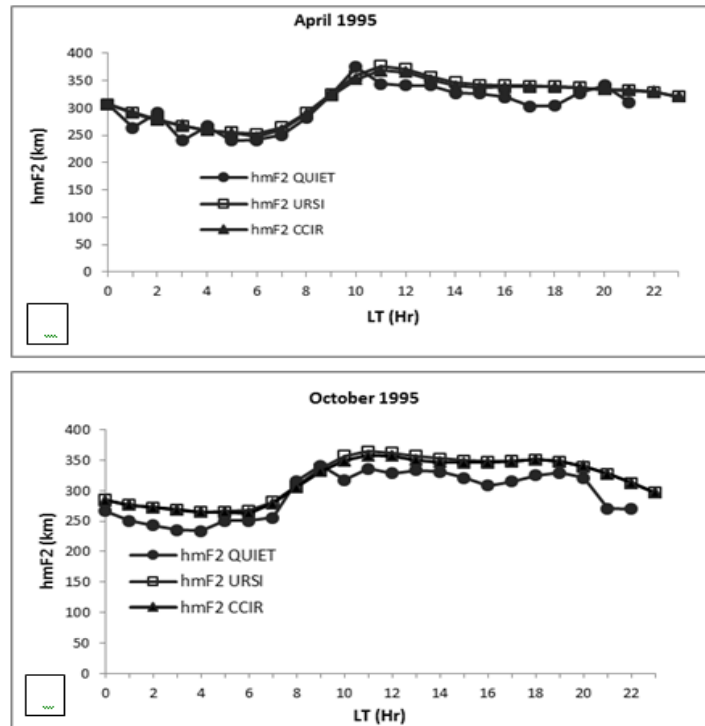 April 1995
400
350
300
250
200
150
100
50
0
hmF2 (km)
hmF2 QUIET
hmF2 URSI
hmF2 CCIR
0 2 4 6 8 10 12 14 16 18 20 22
LT (Hr)
October 1995
400
350
300
250
200
150
100
50
0
hmF2 (km)
hmF2 QUIET
hmF2 URSI
hmF2 CCIR
0 2 4 6 8 10 12 14 16 18 20 22
LT (Hr)